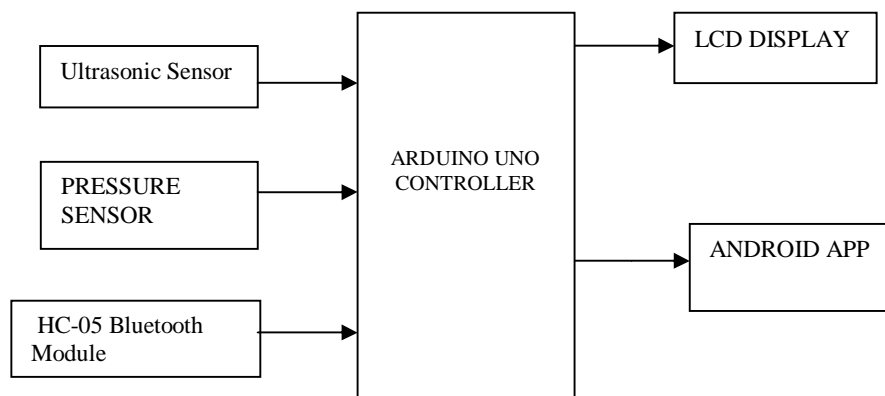 Ultrasonic Sensor
PRESSURE
SENSOR
HC-05 Bluetooth
Module
ARDUINO UNO
CONTROLLER
LCD DISPLAY
ANDROID APP